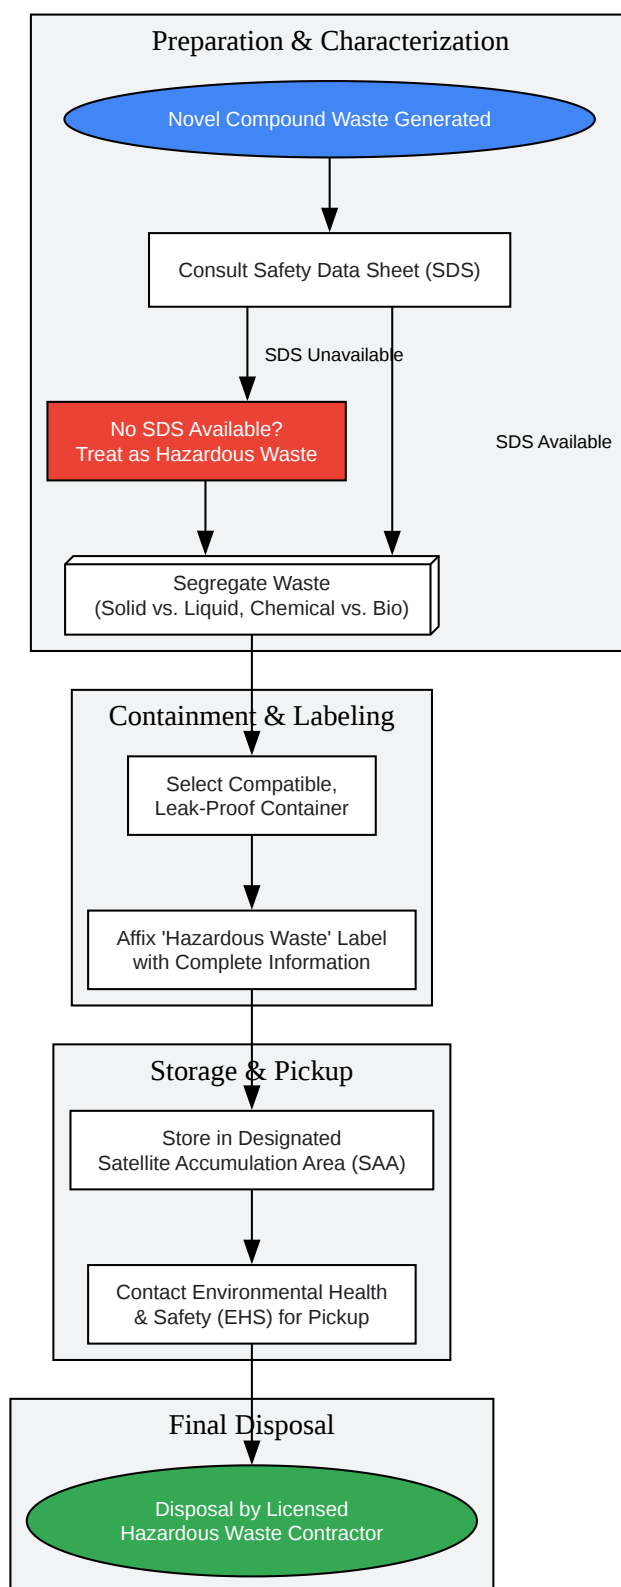 Preparation & Characterization
Novel Compound Waste Generated
Consult Safety Data Sheet (SDS)
SDS Unavailable
No SDS Available?
Treat as Hazardous Waste
SDS Available
Segregate Waste
(Solid vs. Liquid, Chemical vs. Bio)
Containment & Labeling
Select Compatible,
Leak-Proof Container
Affix 'Hazardous Waste' Label
with Complete Information
Storage & Pickup
Store in Designated
Satellite Accumulation Area (SAA)
Contact Environmental Health
& Safety (EHS) for Pickup
Final Disposal
Disposal by Licensed
Hazardous Waste Contractor